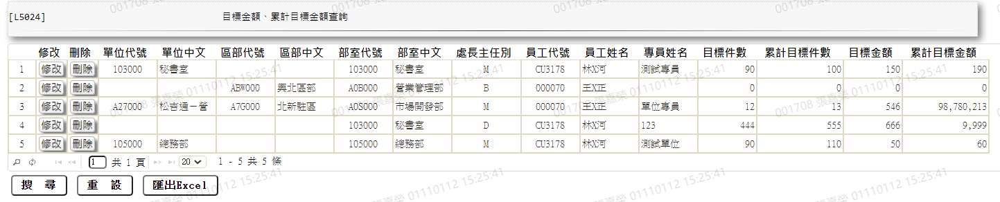 [L5024] 目標金額、累計目標金額查詢
修改 刪除 單位代號 單位中文 區部代號 區部中文 部室代號 部室中文 處長主任別 員工代號 員工姓名 專員姓名 目標件數 累計目標件數 目標金額 累計目標金額
1 修改 刪除 103000 秘書室 103000 秘書室 M CU3178 林X河 測試專員 90 100 150 190
2 修改 刪除 ABW000 興北區部 A0B000 營業管理部 B 000070 王X正 0 0 0 0
3 修改 刪除 A27000 松吉通一營 A7G000 北新駐區 A0S000 市場開發部 M 000070 王X正 單位專員 12 13 546 98,780,213
4 修改 刪除 103000 秘書室 D CU3178 林X河 123 444 555 666 9,999
5 修改 刪除 105000 總務部 105000 總務部 M CU3178 林X河 測試單位 90 110 50 60
1 共 1 頁 20 1 - 5 共 5 條
搜 尋 重 設 匯出Excel
001708 張嘉榮 01110112 15:25:41